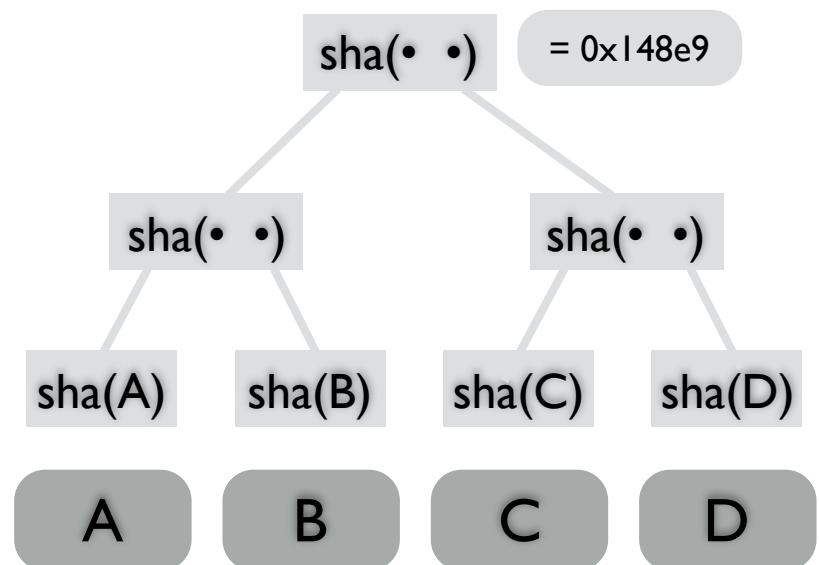 sha(• •)
= 0x148e9
sha(• •)
sha(• •)
sha(A)
sha(B)
sha(C)
sha(D)
A
B
C
D